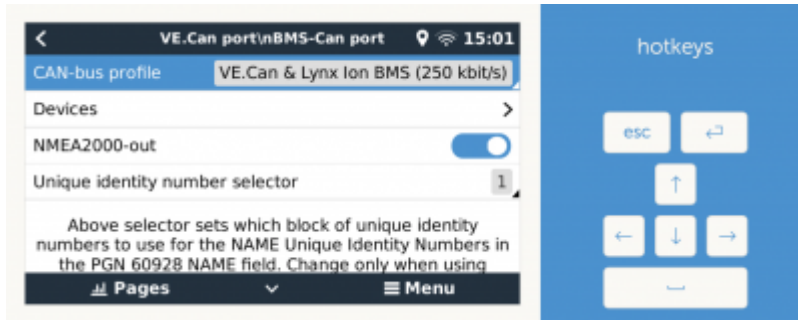 VE.Can port\nBMS-Can port 15:01
CAN-bus profile VE.Can & Lynx Ion BMS (250 kbit/s)
Devices
NMEA2000-out
Unique identity number selector 1
Above selector sets which block of unique identity
numbers to use for the NAME Unique Identity Numbers in
the PGN 60928 NAME field. Change only when using
Pages Menu
hotkeys
esc